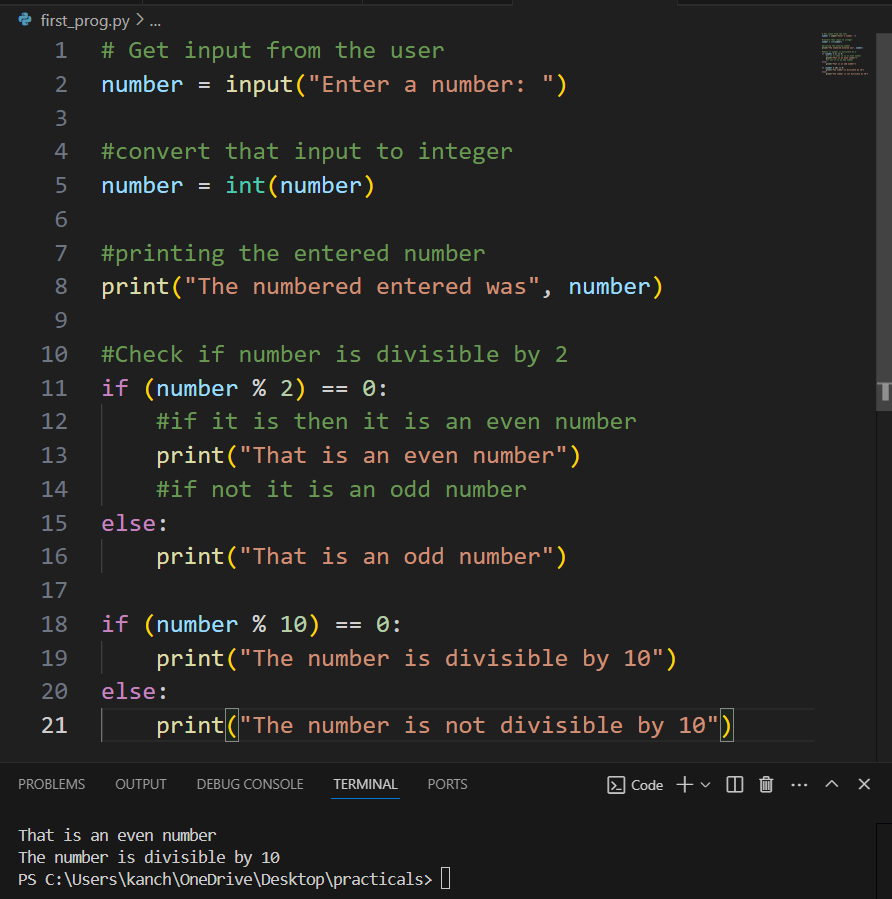 first_prog.py > ...
1 # Get input from the user
2 number = input("Enter a number: ")
3
4 #convert that input to integer
5 number = int(number)
6
7 #printing the entered number
8 print("The numbered entered was", number)
9
10 #Check if number is divisible by 2
11 if (number % 2) == 0:
12     #if it is then it is an even number
13     print("That is an even number")
14     #if not it is an odd number
15 else:
16     print("That is an odd number")
17
18 if (number % 10) == 0:
19     print("The number is divisible by 10")
20 else:
21     print("The number is not divisible by 10")
PROBLEMS OUTPUT DEBUG CONSOLE TERMINAL PORTS Code
That is an even number
The number is divisible by 10
PS C:\Users\kanch\OneDrive\Desktop\practicals>